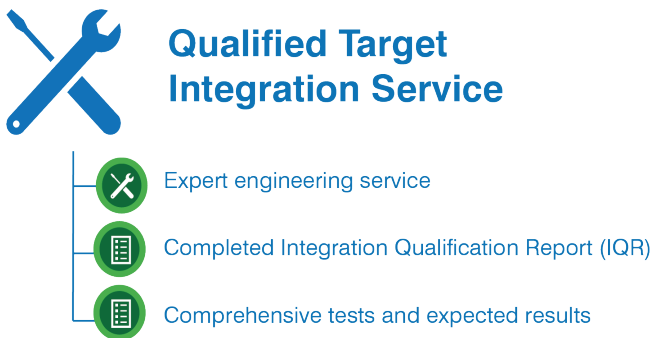 Qualified Target
Integration Service
Expert engineering service
Completed Integration Qualification Report (IQR)
Comprehensive tests and expected results